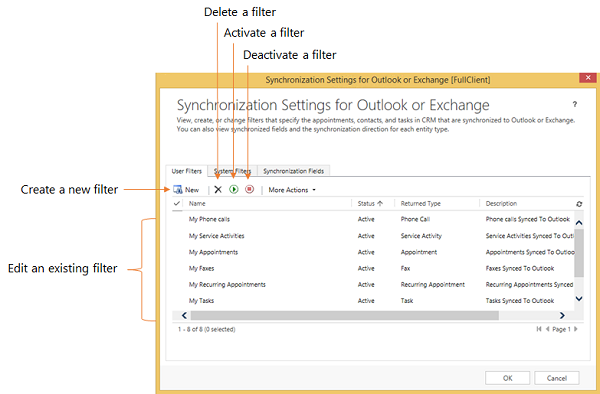 Delete a filter
Activate a filter
Deactivate a filter
Synchronization Settings for Outlook or Exchange [FullClient]
Synchronization Settings for Outlook or Exchange
?
View, create, or change filters that specify the appointments, contacts, and tasks in CRM that are synchronized to Outlook or Exchange.
You can also view synchronized fields and the synchronization direction for each entity type.
User Filters System Filters Synchronization Fields
Create a new filter
New More Actions
Name Status Returned Type Description
My Phone calls Active Phone Call Phone calls Synced To Outlook
My Service Activities Active Service Activity Service Activities Synced To Outl
My Appointments Active Appointment Appointments Synced To Outlook
Edit an existing filter
My Faxes Active Fax Faxes Synced To Outlook
My Recurring Appointments Active Recurring Appointment Recurring Appointments Synced
My Tasks Active Task Tasks Synced To Outlook
1 - 8 of 8 (0 selected) Page 1
OK Cancel